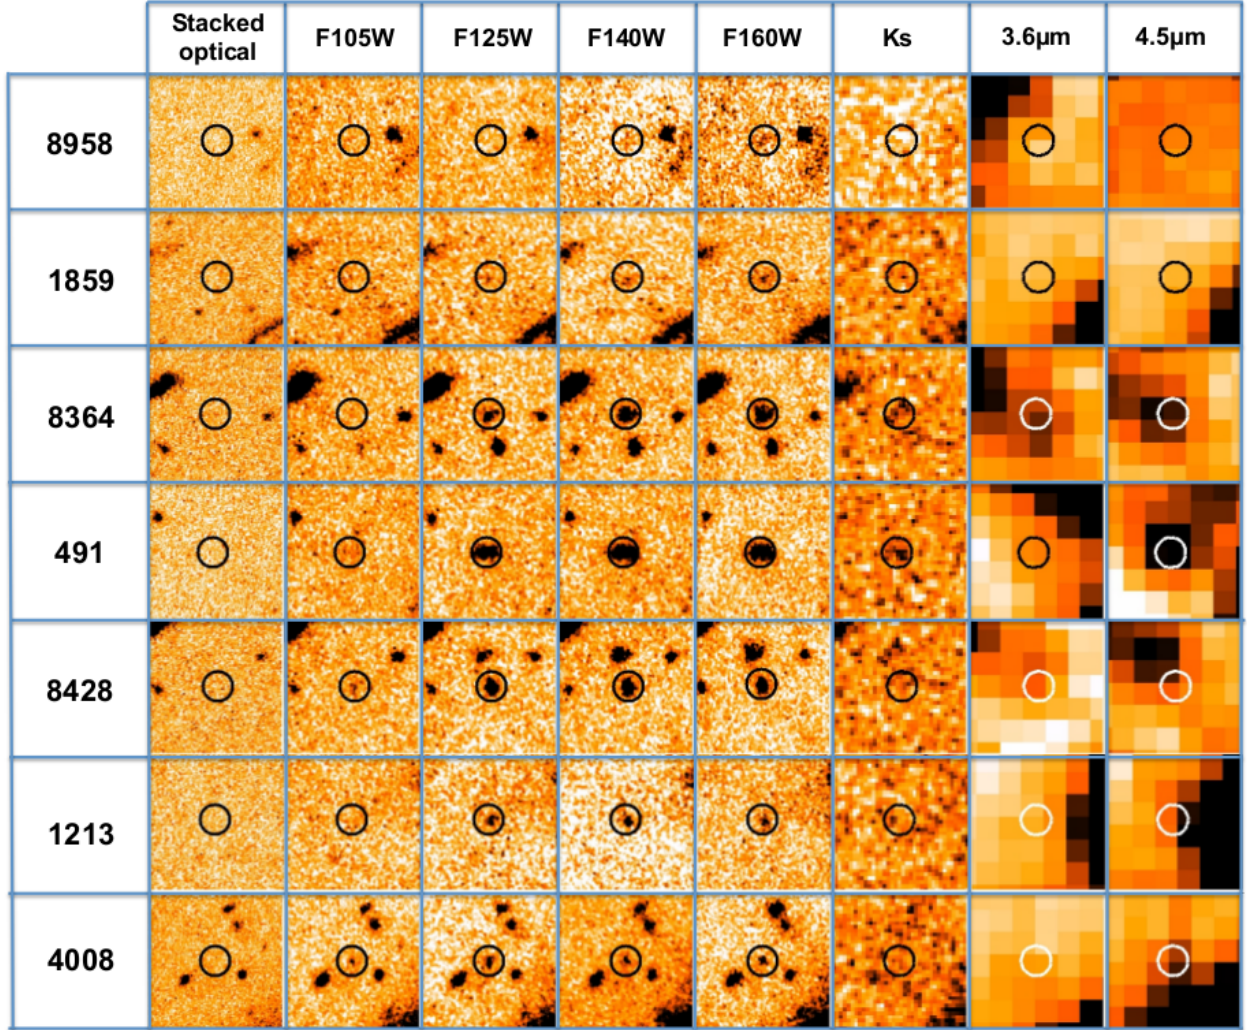 Stacked
optical
F105W
F125W
F140W
F160W
Ks
3.6μm
4.5μm
8958
1859
8364
491
8428
1213
4008